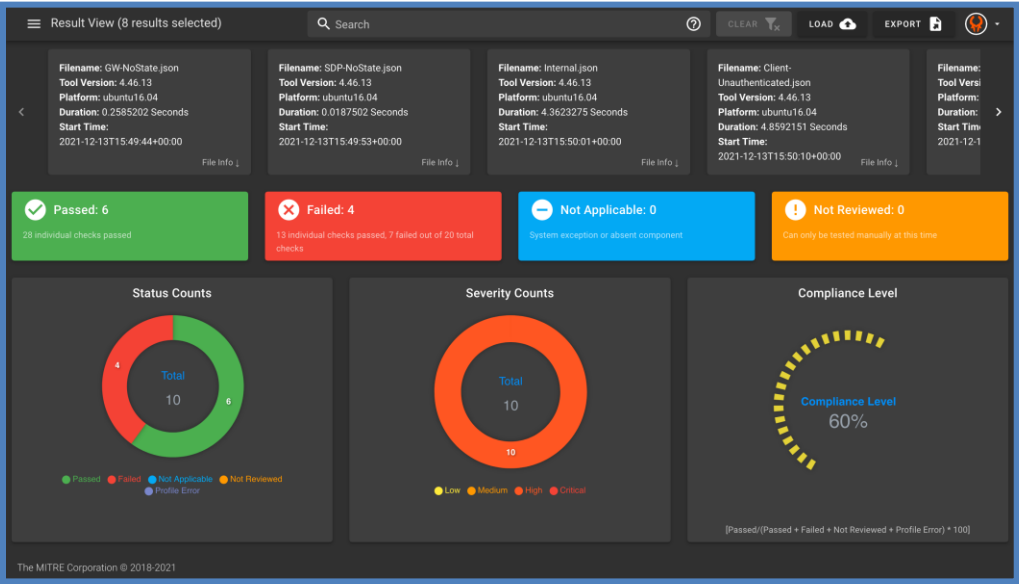 Result View (8 results selected)
Search
CLEAR
LOAD
EXPORT
Filename: GW-NoState.json
Tool Version: 4.46.13
Platform: ubuntu16.04
Duration: 0.2585202 Seconds
Start Time:
2021-12-13T15:49:44+00:00
File Info ↓
Filename: SDP-NoState.json
Tool Version: 4.46.13
Platform: ubuntu16.04
Duration: 0.0187502 Seconds
Start Time:
2021-12-13T15:49:53+00:00
File Info ↓
Filename: Internal.json
Tool Version: 4.46.13
Platform: ubuntu16.04
Duration: 4.3623275 Seconds
Start Time:
2021-12-13T15:50:01+00:00
File Info ↓
Filename: Client-
Unauthenticated.json
Tool Version: 4.46.13
Platform: ubuntu16.04
Duration: 4.8592151 Seconds
Start Time:
2021-12-13T15:50:10+00:00
File Info ↓
Filename:
Tool Versi
Platform:
Duration:
Start Tim
2021-12-1
Passed: 6
28 individual checks passed
Failed: 4
13 individual checks passed, 7 failed out of 20 total
checks
Not Applicable: 0
System exception or absent component
Not Reviewed: 0
Can only be tested manually at this time
Status Counts
4
Total
10
6
Passed Failed Not Applicable Not Reviewed
Profile Error
Severity Counts
Total
10
10
Low Medium High Critical
Compliance Level
Compliance Level
60%
[Passed/(Passed + Failed + Not Reviewed + Profile Error) * 100]
The MITRE Corporation © 2018-2021